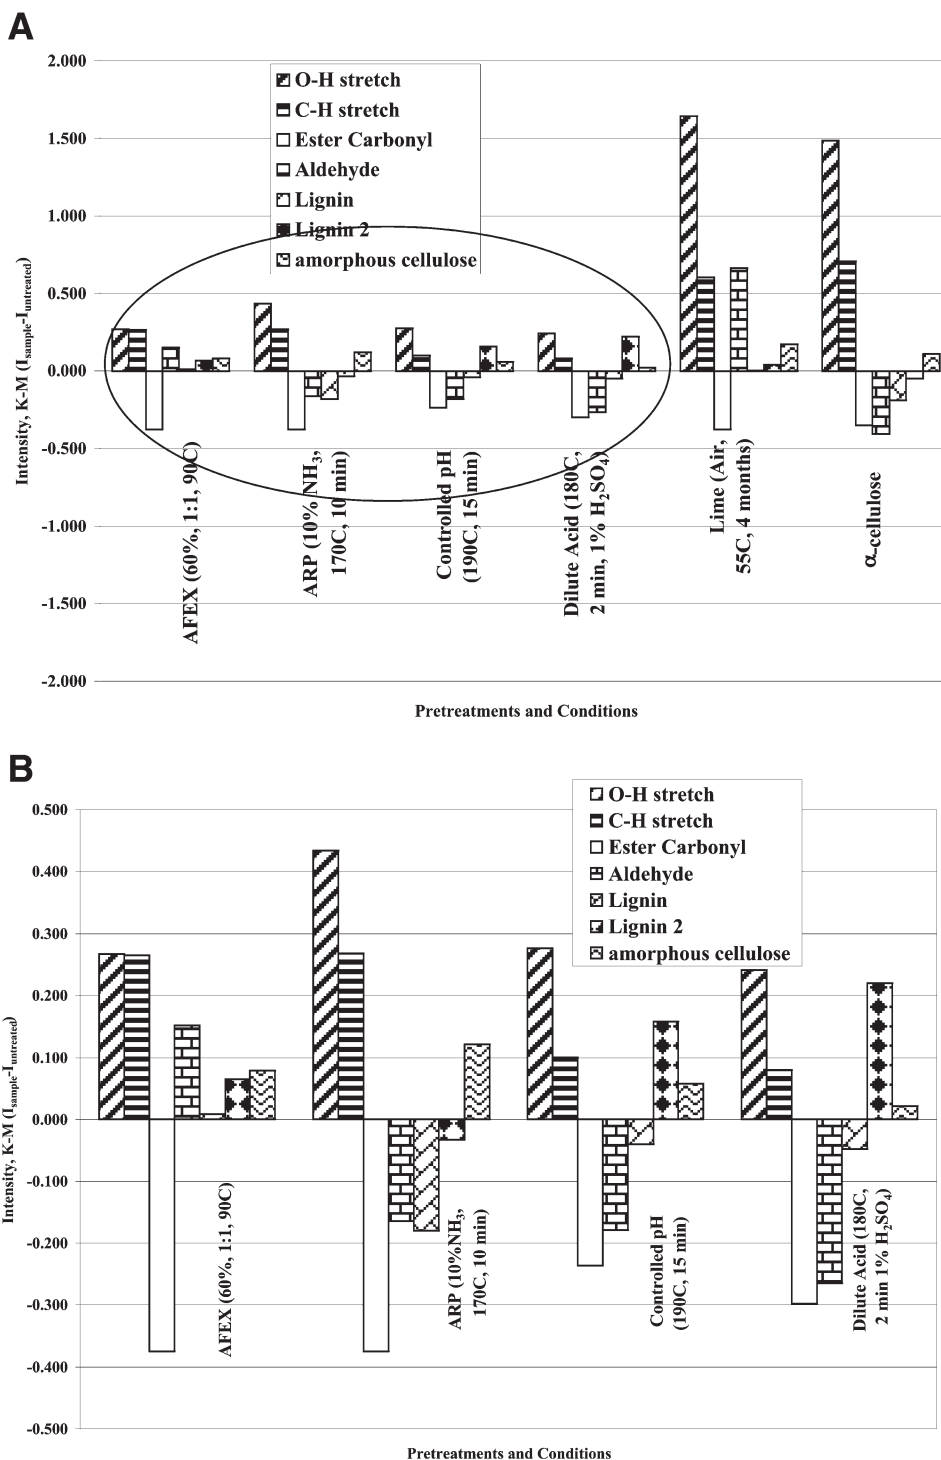 A
2.000
1.500
1.000
0.500
0.000
-0.500
-1.000
-1.500
-2.000
Intensity, K-M (Isample-Iuntreated)
O-H stretch
C-H stretch
Ester Carbonyl
Aldehyde
Lignin
Lignin 2
amorphous cellulose
AFEX (60%, 1:1, 90C)
ARP (10% NH3,
170C, 10 min)
Controlled pH
(190C, 15 min)
Dilute Acid (180C,
2 min, 1% H2SO4)
Lime (Air,
55C, 4 months)
α-cellulose
Pretreatments and Conditions
B
0.500
0.400
0.300
0.200
0.100
0.000
-0.100
-0.200
-0.300
-0.400
-0.500
Intensity, K-M (Isample-Iuntreated)
O-H stretch
C-H stretch
Ester Carbonyl
Aldehyde
Lignin
Lignin 2
amorphous cellulose
AFEX (60%, 1:1, 90C)
ARP (10%NH3,
170C, 10 min)
Controlled pH
(190C, 15 min)
Dilute Acid (180C,
2 min 1% H2SO4)
Pretreatments and Conditions